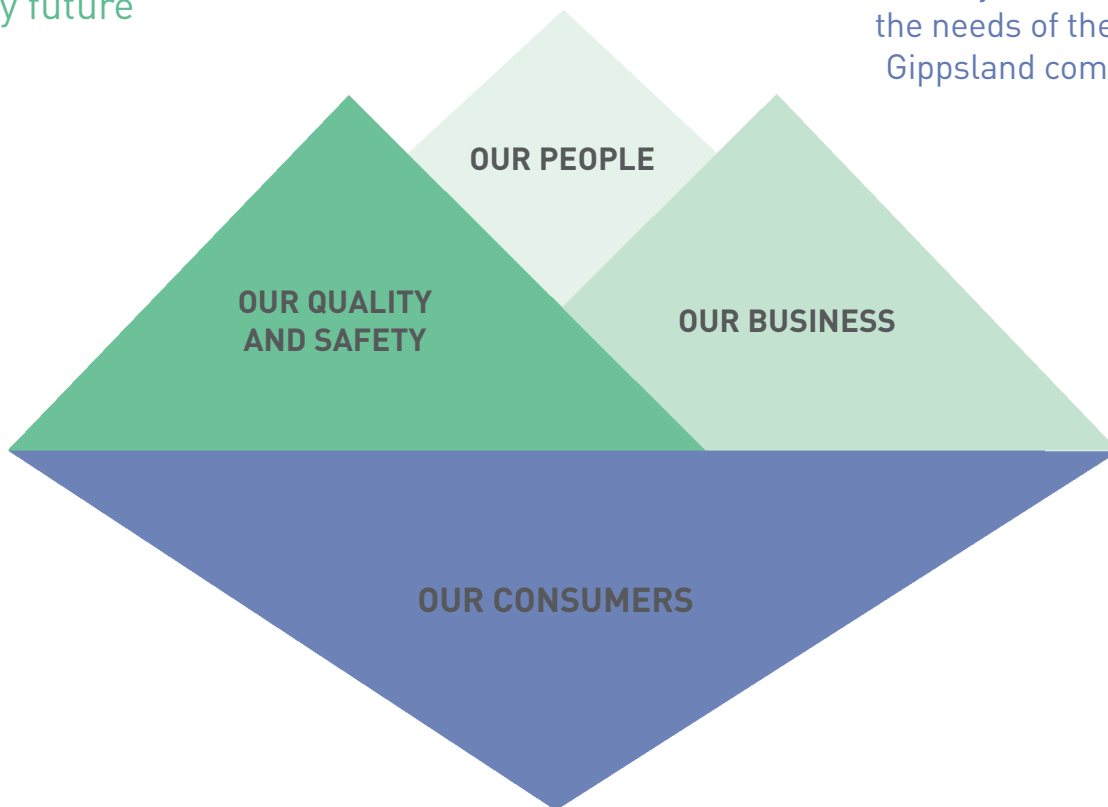 y future
the needs of the
Gippsland com
OUR PEOPLE
OUR QUALITY
AND SAFETY
OUR BUSINESS
OUR CONSUMERS